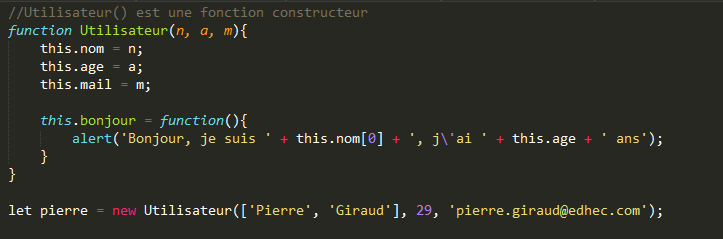 //Utilisateur() est une fonction constructeur
function Utilisateur(n, a, m){
    this.nom = n;
    this.age = a;
    this.mail = m;

    this.bonjour = function(){
        alert('Bonjour, je suis ' + this.nom[0] + ', j\'ai ' + this.age + ' ans');
    }
}

let pierre = new Utilisateur(['Pierre', 'Giraud'], 29, 'pierre.giraud@edhec.com');